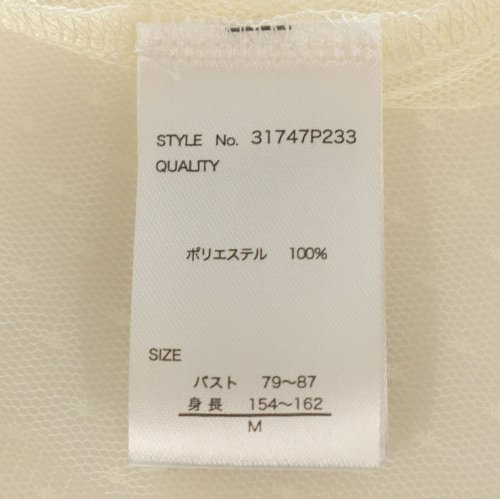 STYLE No. 31747P233
QUALITY
ポリエステル 100%
SIZE
バスト 79~87
身長 154~162
M